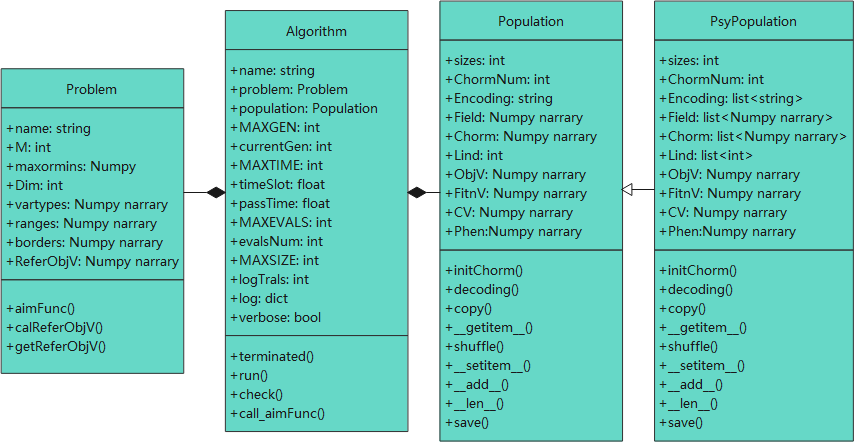 Problem
+name: string
+M: int
+maxormins: Numpy
+Dim: int
+vartypes: Numpy narrary
+ranges: Numpy narrary
+borders: Numpy narrary
+ReferObjV: Numpy narrary
+aimFunc()
+calReferObjV()
+getReferObjV()
Algorithm
+name: string
+problem: Problem
+population: Population
+MAXGEN: int
+currentGen: int
+MAXTIME: int
+timeSlot: float
+passTime: float
+MAXEVALS: int
+evalsNum: int
+MAXSIZE: int
+logTrals: int
+log: dict
+verbose: bool
+terminated()
+run()
+check()
+call_aimFunc()
Population
+sizes: int
+ChormNum: int
+Encoding: string
+Field: Numpy narrary
+Chorm: Numpy narrary
+Lind: int
+ObjV: Numpy narrary
+FitnV: Numpy narrary
+CV: Numpy narrary
+Phen:Numpy narrary
+initChorm()
+decoding()
+copy()
+__getitem__()
+shuffle()
+__setitem__()
+__add__()
+__len__()
+save()
PsyPopulation
+sizes: int
+ChormNum: int
+Encoding: list<string>
+Field: list<Numpy narrary>
+Chorm: list<Numpy narrary>
+Lind: list<int>
+ObjV: Numpy narrary
+FitnV: Numpy narrary
+CV: Numpy narrary
+Phen:Numpy narrary
+initChorm()
+decoding()
+copy()
+__getitem__()
+shuffle()
+__setitem__()
+__add__()
+__len__()
+save()